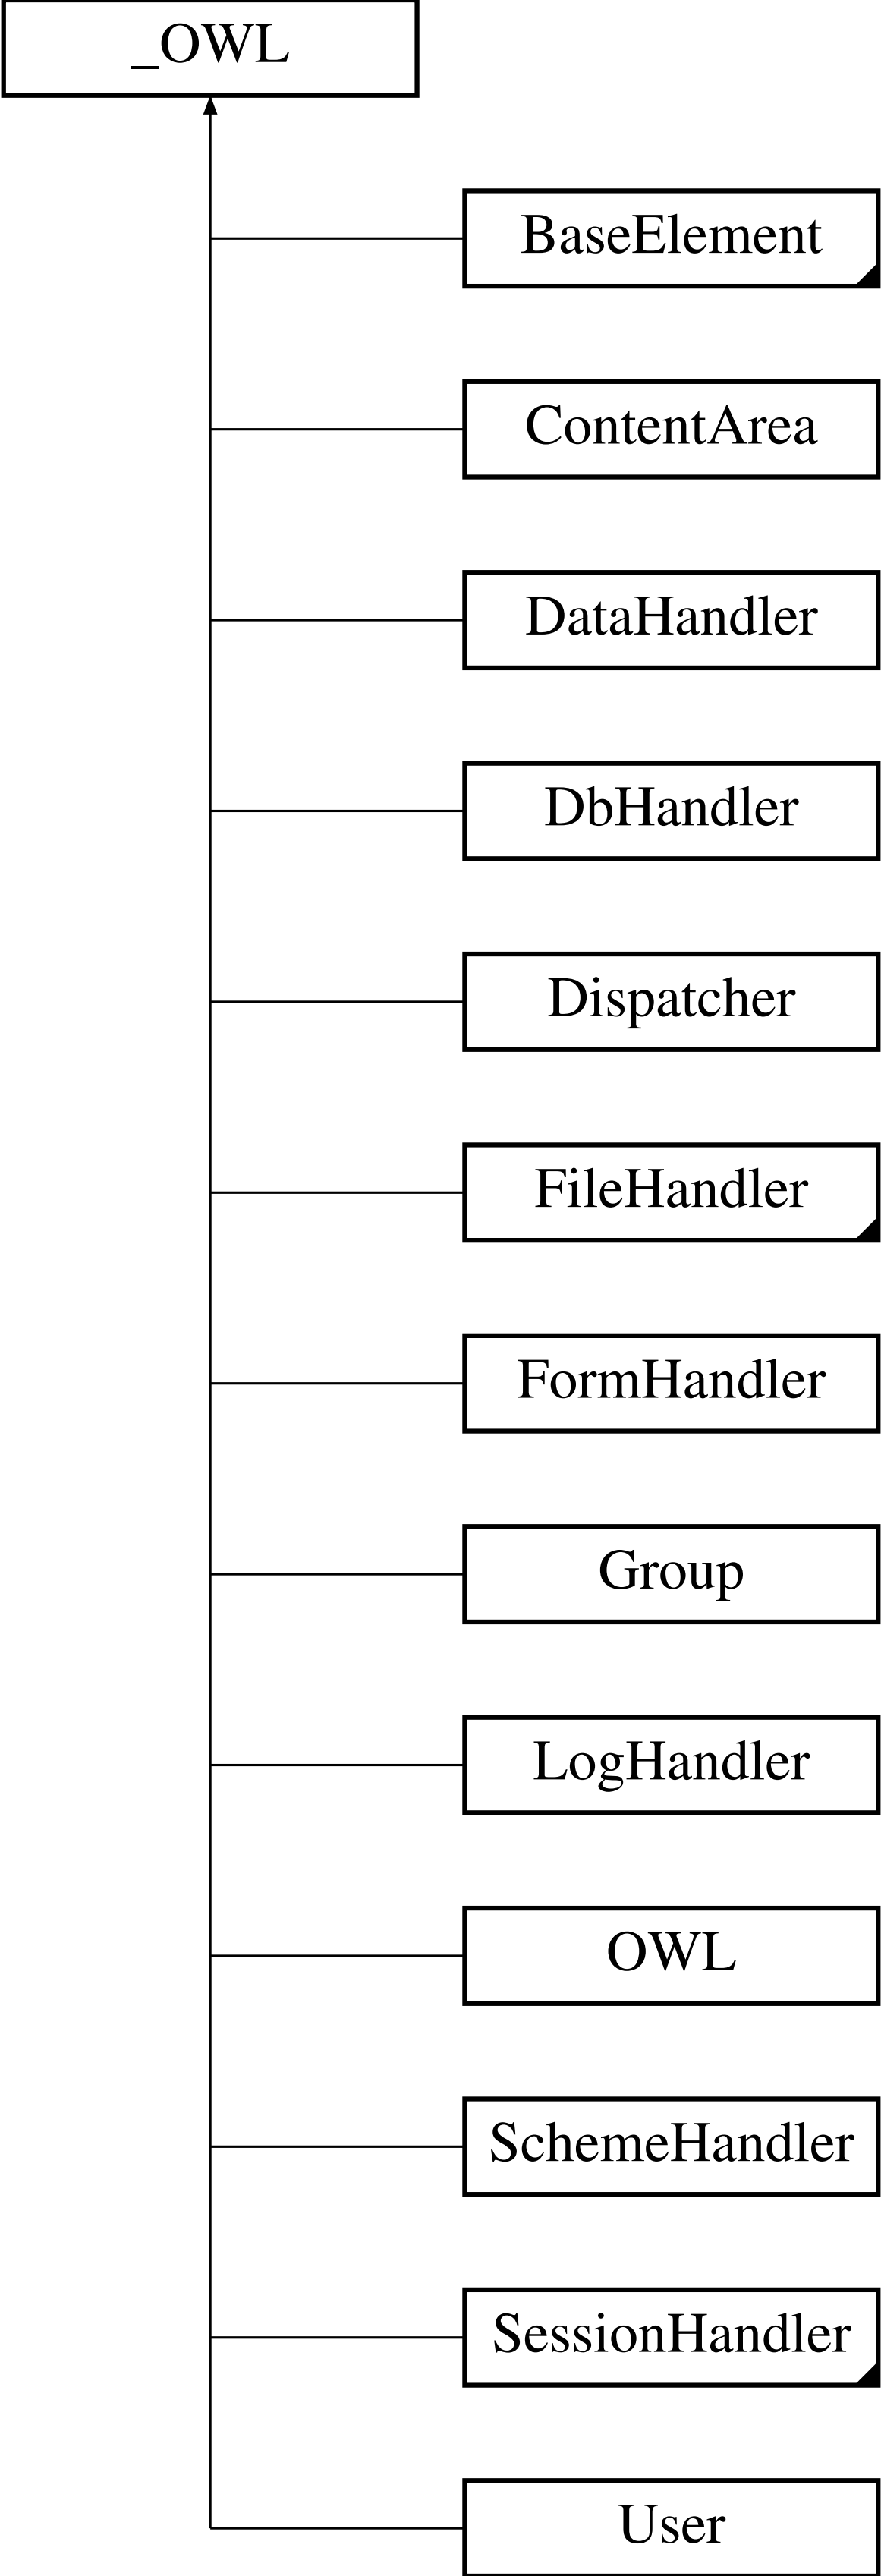 _OWL
BaseElement
ContentArea
DataHandler
DbHandler
Dispatcher
FileHandler
FormHandler
Group
LogHandler
OWL
SchemeHandler
SessionHandler
User